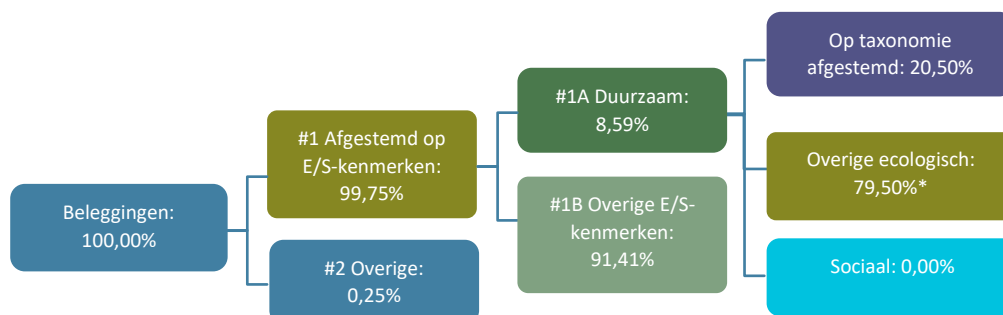 Beleggingen:
100,00%
#1 Afgestemd op
E/S-kenmerken:
99,75%
#2 Overige:
0,25%
#1A Duurzaam:
8,59%
#1B Overige E/S-
kenmerken:
91,41%
Op taxonomie
afgestemd: 20,50%
Overige ecologisch:
79,50%*
Sociaal: 0,00%